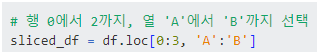 # 행 0에서 2까지, 열 'A'에서 'B'까지 선택
sliced_df = df.loc[0:3, 'A':'B']